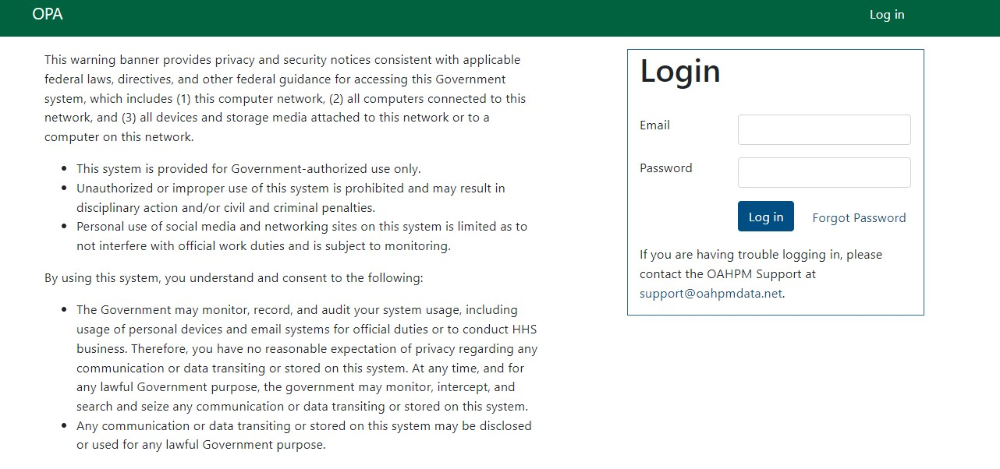 OPA
Log in
This warning banner provides privacy and security notices consistent with applicable
federal laws, directives, and other federal guidance for accessing this Government
system, which includes (1) this computer network, (2) all computers connected to this
network, and (3) all devices and storage media attached to this network or to a
computer on this network.
• This system is provided for Government-authorized use only.
• Unauthorized or improper use of this system is prohibited and may result in
disciplinary action and/or civil and criminal penalties.
• Personal use of social media and networking sites on this system is limited as to
not interfere with official work duties and is subject to monitoring.
By using this system, you understand and consent to the following:
• The Government may monitor, record, and audit your system usage, including
usage of personal devices and email systems for official duties or to conduct HHS
business. Therefore, you have no reasonable expectation of privacy regarding any
communication or data transiting or stored on this system. At any time, and for
any lawful Government purpose, the government may monitor, intercept, and
search and seize any communication or data transiting or stored on this system.
• Any communication or data transiting or stored on this system may be disclosed
or used for any lawful Government purpose.
Login
Email
Password
Log in
Forgot Password
If you are having trouble logging in, please
contact the OAHPM Support at
support@oahpmdata.net.